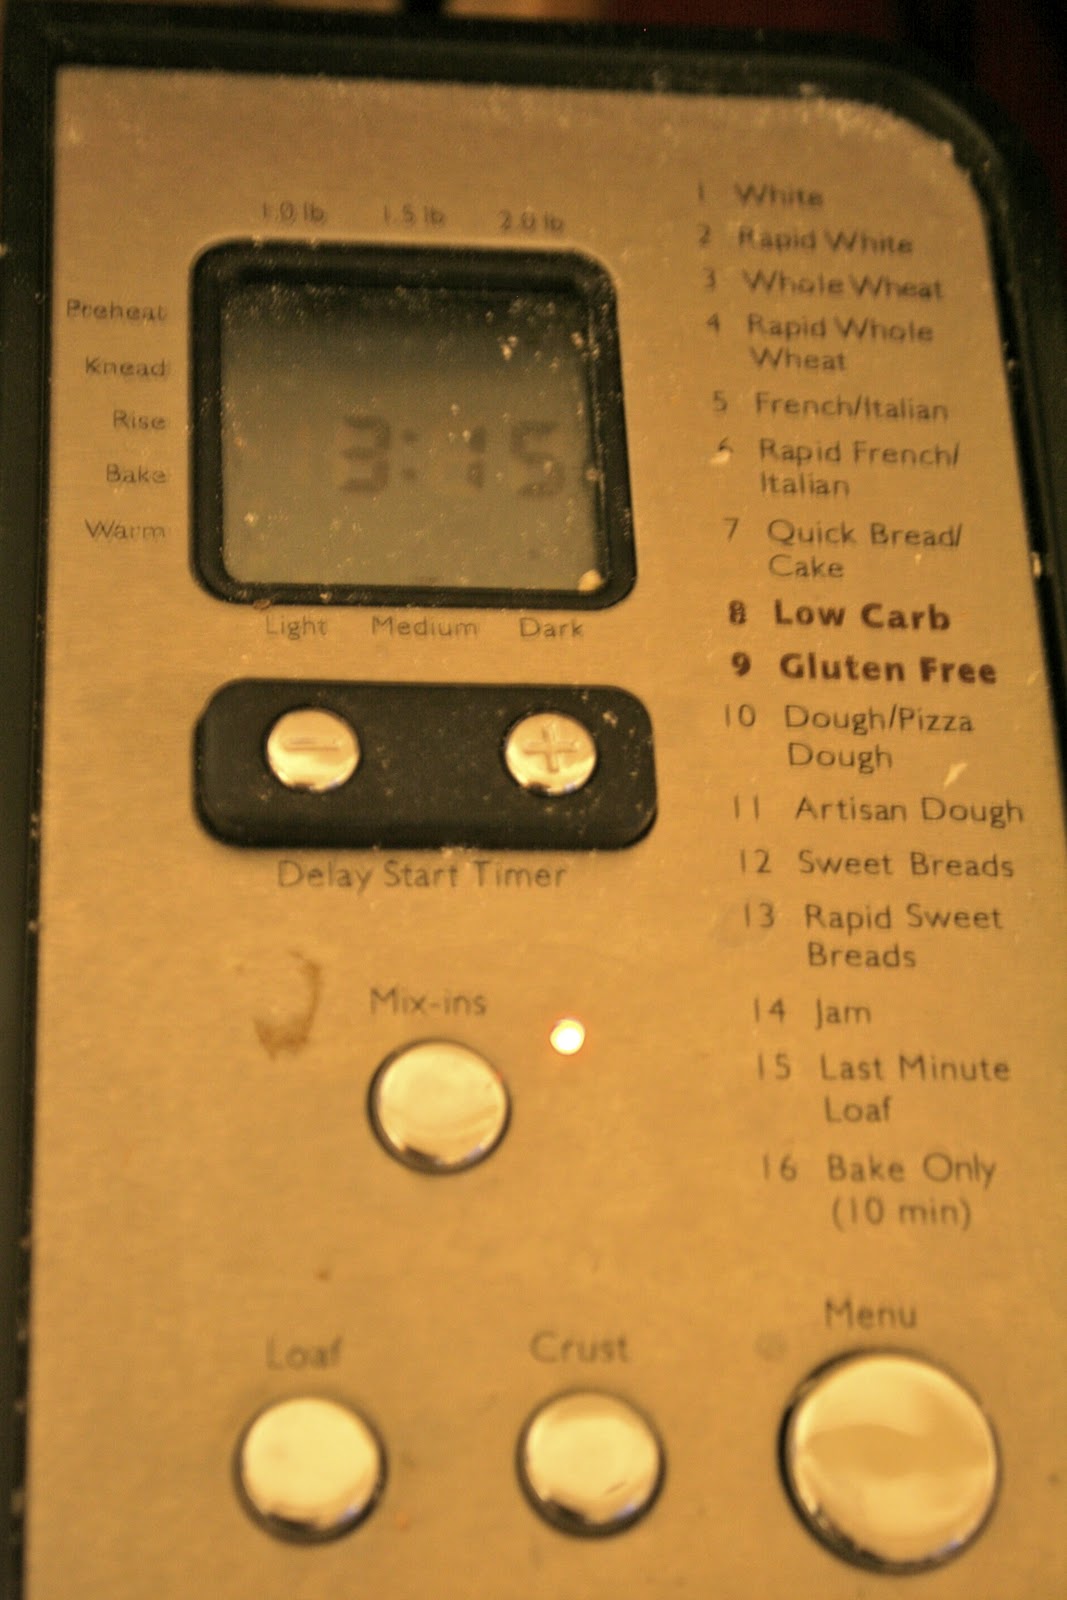 1.0 lb 1.5 lb 2.0 lb
Preheat
Knead
Rise
Bake
Warm
3:15
Light Medium Dark
Delay Start Timer
Mix-ins
Loaf
Crust
Menu
1 White
2 Rapid White
3 Whole Wheat
4 Rapid Whole
Wheat
5 French/Italian
6 Rapid French/
Italian
7 Quick Bread/
Cake
8 Low Carb
9 Gluten Free
10 Dough/Pizza
Dough
11 Artisan Dough
12 Sweet Breads
13 Rapid Sweet
Breads
14 Jam
15 Last Minute
Loaf
16 Bake Only
(10 min)